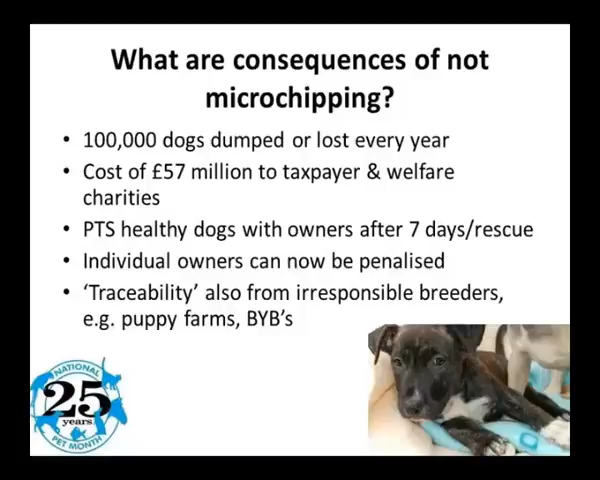 What are consequences of not
microchipping?
• 100,000 dogs dumped or lost every year
• Cost of £57 million to taxpayer & welfare
charities
• PTS healthy dogs with owners after 7 days/rescue
• Individual owners can now be penalised
• ‘Traceability’ also from irresponsible breeders,
e.g. puppy farms, BYB’s
NATIONAL
25
years
PET MONTH